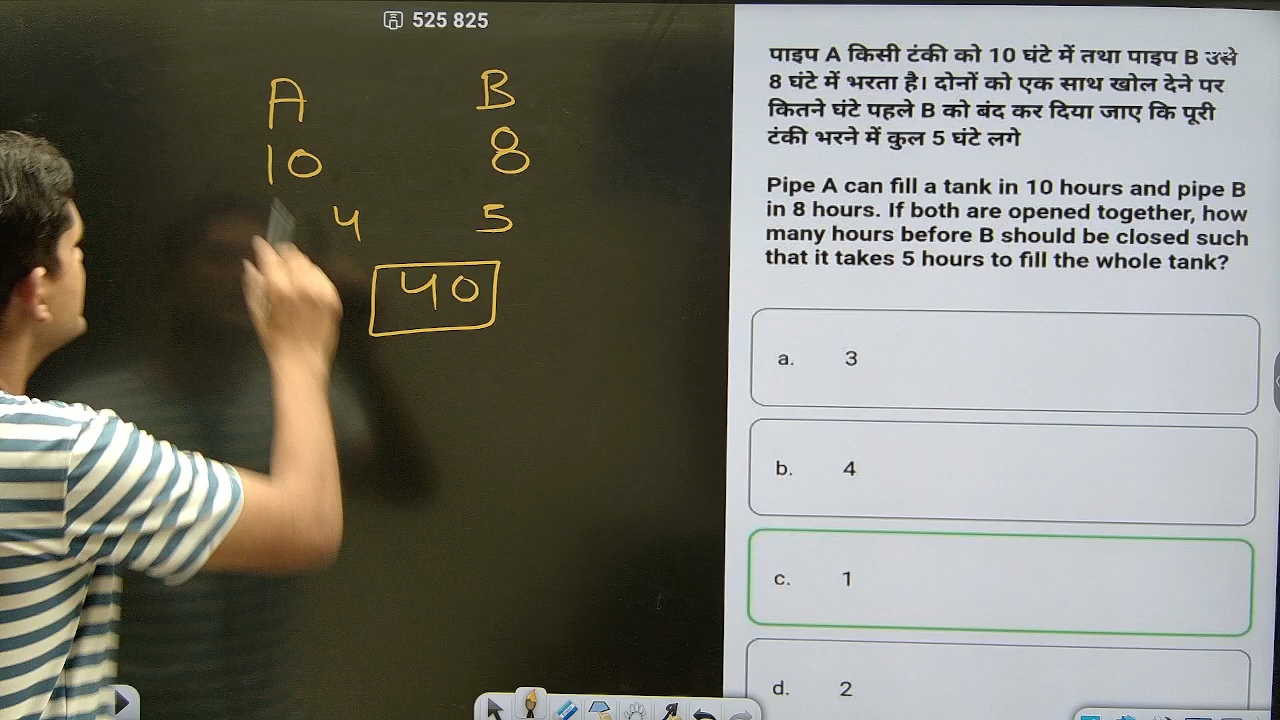 525 825
A B
10 8
4 5
40
पाइप A किसी टंकी को 10 घंटे में तथा पाइप B उसे
8 घंटे में भरता है। दोनों को एक साथ खोल देने पर
कितने घंटे पहले B को बंद कर दिया जाए कि पूरी
टंकी भरने में कुल 5 घंटे लगे
Pipe A can fill a tank in 10 hours and pipe B
in 8 hours. If both are opened together, how
many hours before B should be closed such
that it takes 5 hours to fill the whole tank?
a. 3
b. 4
c. 1
d. 2